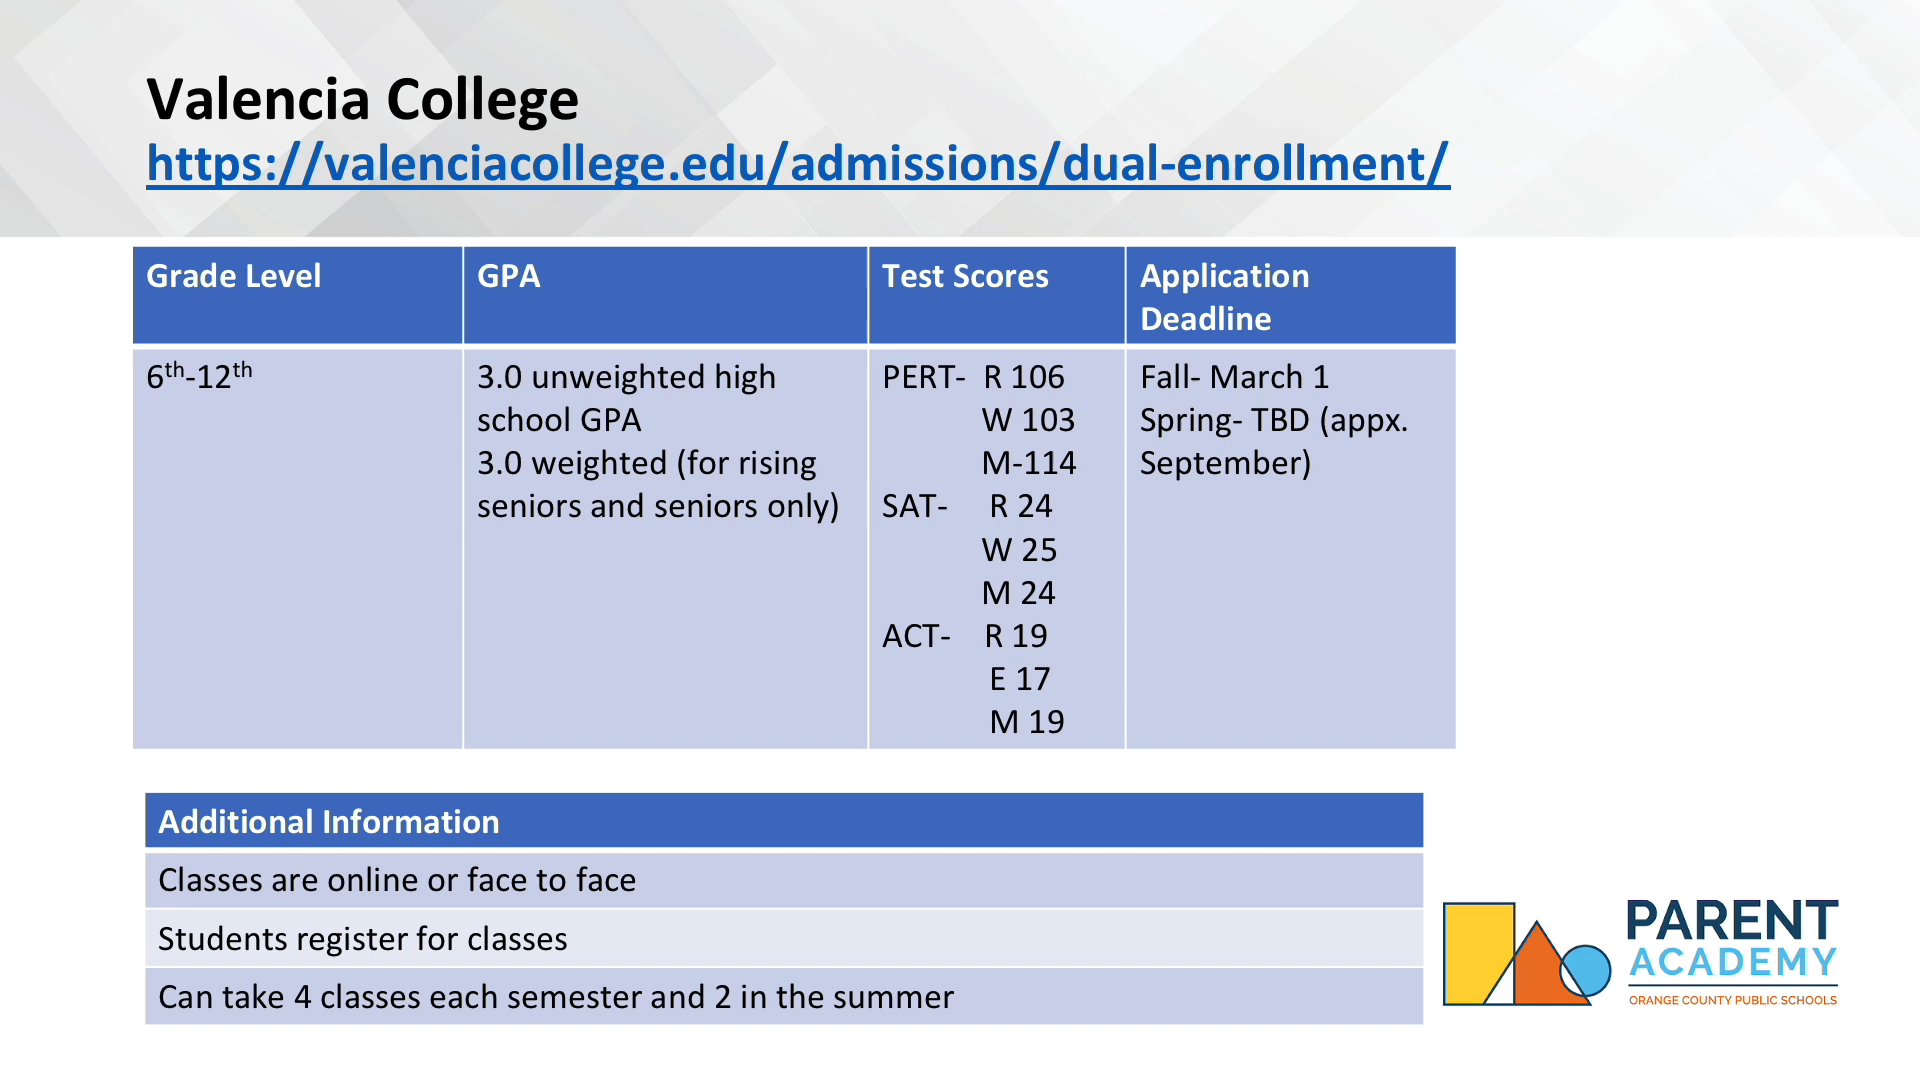 Valencia College
https://valenciacollege.edu/admissions/dual-enrollment/
Grade Level
GPA
Test Scores
Application
Deadline
6th-12th
3.0 unweighted high
school GPA
3.0 weighted (for rising
seniors and seniors only)
PERT- R 106
W 103
M-114
SAT- R 24
W 25
M 24
ACT- R 19
E 17
M 19
Fall- March 1
Spring- TBD (appx.
September)
Additional Information
Classes are online or face to face
Students register for classes
Can take 4 classes each semester and 2 in the summer
PARENT
ACADEMY
ORANGE COUNTY PUBLIC SCHOOLS